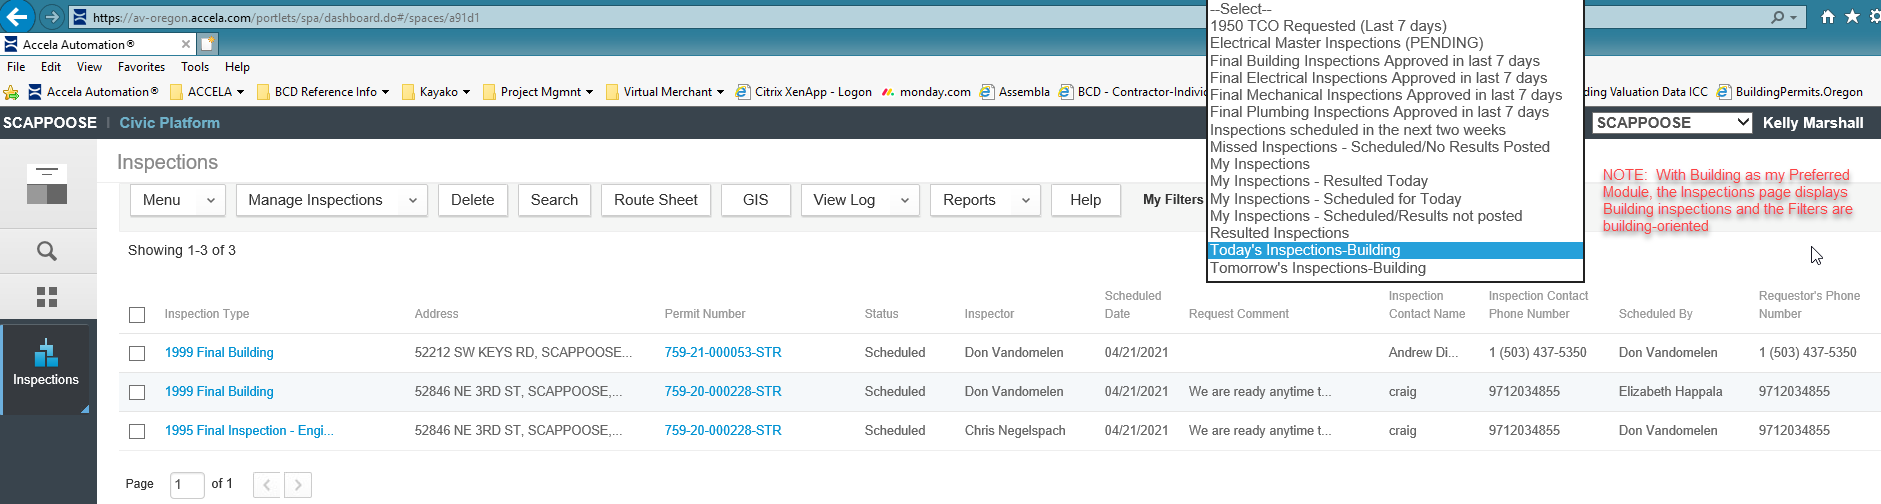 https://av-oregon.accela.com/portlets/spa/dashboard.do#/spaces/a91d1
Accela Automation®
File Edit View Favorites Tools Help
Accela Automation® ACCELA BCD Reference Info Kayako Project Mgmnt Virtual Merchant Citrix XenApp - Logon monday.com Assembla BCD - Contractor-Indivi ding Valuation Data ICC BuildingPermits.Oregon
SCAPPOOSE | Civic Platform
SCAPPOOSE Kelly Marshall
--Select--
1950 TCO Requested (Last 7 days)
Electrical Master Inspections (PENDING)
Final Building Inspections Approved in last 7 days
Final Electrical Inspections Approved in last 7 days
Final Mechanical Inspections Approved in last 7 days
Final Plumbing Inspections Approved in last 7 days
Inspections scheduled in the next two weeks
Missed Inspections - Scheduled/No Results Posted
My Inspections
My Inspections - Resulted Today
My Inspections - Scheduled for Today
My Inspections - Scheduled/Results not posted
Resulted Inspections
Today's Inspections-Building
Tomorrow's Inspections-Building
NOTE: With Building as my Preferred
Module, the Inspections page displays
Building inspections and the Filters are
building-oriented
Inspections
Inspections
Menu Manage Inspections Delete Search Route Sheet GIS View Log Reports Help My Filters
Showing 1-3 of 3
Inspection Type Address Permit Number Status Inspector Scheduled Date Request Comment Inspection Contact Name Inspection Contact Phone Number Scheduled By Requestor's Phone Number
1999 Final Building 52212 SW KEYS RD, SCAPPOOSE... 759-21-000053-STR Scheduled Don Vandomelen 04/21/2021 Andrew Di... 1 (503) 437-5350 Don Vandomelen 1 (503) 437-5350
1999 Final Building 52846 NE 3RD ST, SCAPPOOSE,... 759-20-000228-STR Scheduled Don Vandomelen 04/21/2021 We are ready anytime t... craig 9712034855 Elizabeth Happala 9712034855
1995 Final Inspection - Engi... 52846 NE 3RD ST, SCAPPOOSE,... 759-20-000228-STR Scheduled Chris Negelspach 04/21/2021 We are ready anytime t... craig 9712034855 Don Vandomelen 9712034855
Page 1 of 1